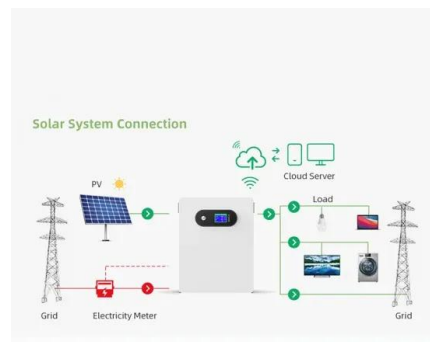 Solar System Connection
Cloud Server
PV
Load
Grid
Electricity Meter
Grid